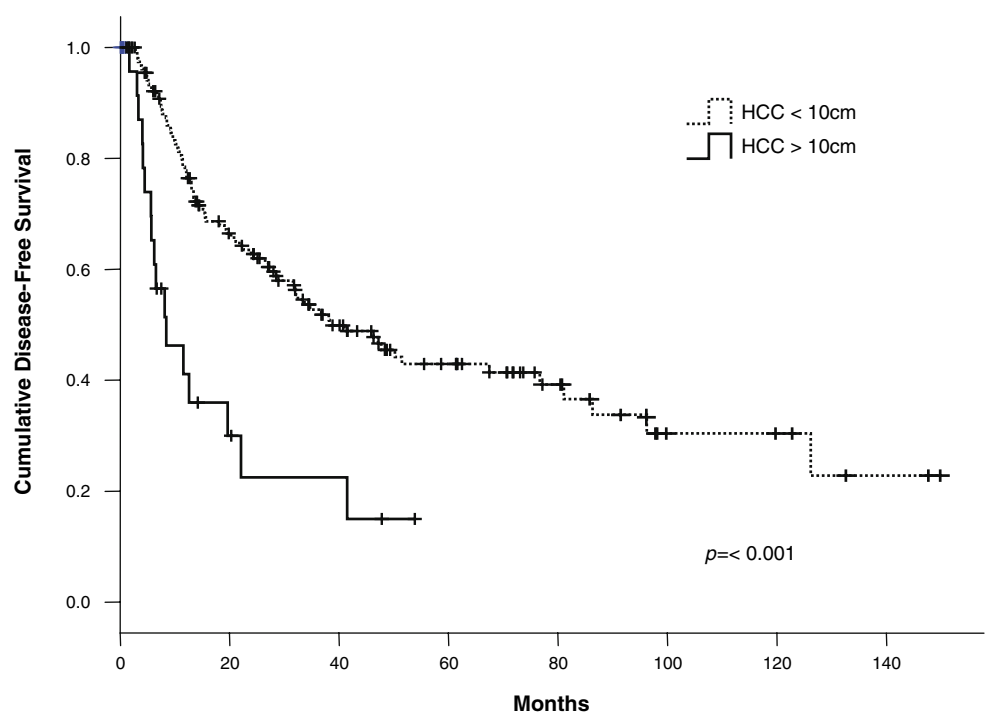 Cumulative Disease-Free Survival
1.0
0.8
0.6
0.4
0.2
0.0
HCC < 10cm
HCC > 10cm
p=< 0.001
0 20 40 60 80 100 120 140
Months